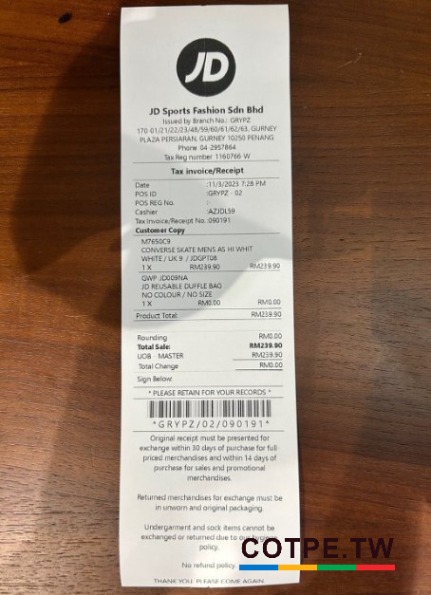 JD
JD Sports Fashion Sdn Bhd
Issued by Branch No.: GRYPZ
170-01/21/22/23/48/59/60/61/62/63, GURNEY
PLAZA PERSIARAN, GURNEY 10250 PENANG
Phone 04-2957864
Tax Reg number 1160766 W
Tax invoice/Receipt
Date :11/3/2023 7:28 PM
POS ID :GRYPZ - 02
POS REG No. :
Cashier :AZJDL59
Tax Invoice/Receipt No. :090191
Customer Copy
M7650C9
CONVERSE SKATE MENS AS HI WHIT
WHITE / UK 9 / JDGPT08
1 X RM239.90 RM239.90
GWP JD009NA
JD REUSABLE DUFFLE BAG
NO COLOUR / NO SIZE
1 X RM0.00 RM0.00
Product Total: RM239.90
Rounding RM0.00
Total Sale: RM239.90
UOB - MASTER RM239.90
Total Change RM0.00
Sign Below:
* PLEASE RETAIN FOR YOUR RECORDS *
*GRYPZ/02/090191*
Original receipt must be presented for
exchange within 30 days of purchase for full-
priced merchandises and within 14 days of
purchase for sales and promotional
merchandises.
Returned merchandises for exchange must be
in unworn and original packaging.
Undergarment and sock items cannot be
exchanged or returned due to our hygiene
policy.
No refund policy.
THANK YOU. PLEASE COME AGAIN.
COTPE.TW